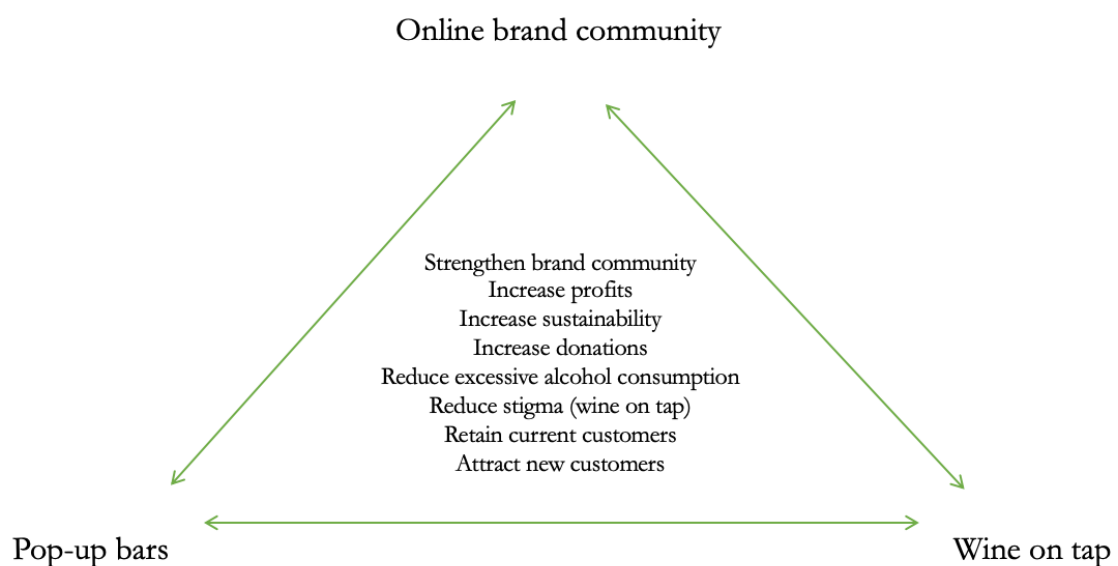 Online brand community
Strengthen brand community
Increase profits
Increase sustainability
Increase donations
Reduce excessive alcohol consumption
Reduce stigma (wine on tap)
Retain current customers
Attract new customers
Pop-up bars
Wine on tap